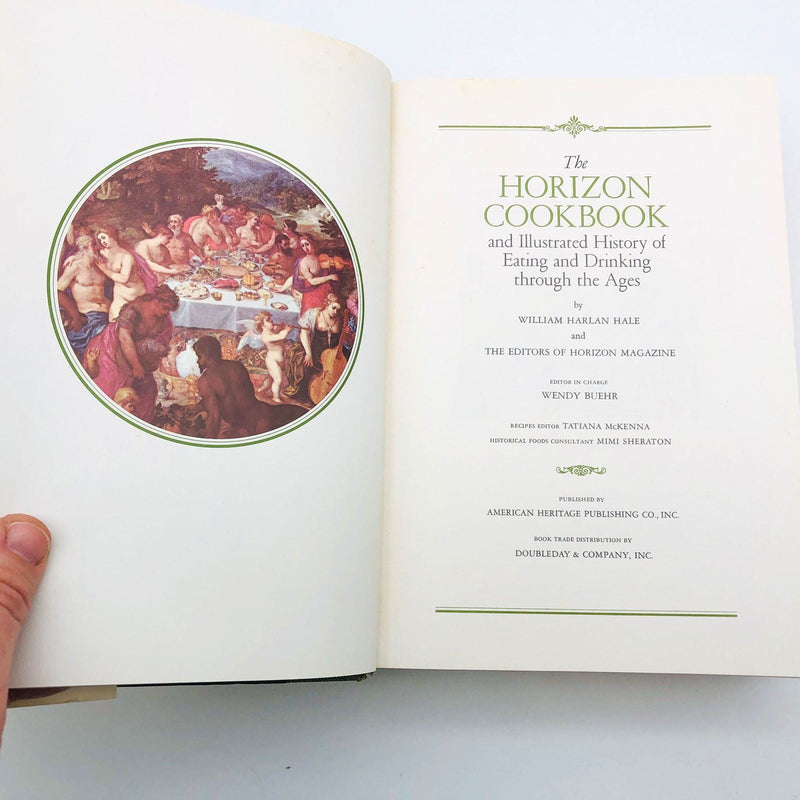 The
HORIZON
COOKBOOK
and Illustrated History of
Eating and Drinking
through the Ages
by
WILLIAM HARLAN HALE
and
THE EDITORS OF HORIZON MAGAZINE
EDITOR IN CHARGE
WENDY BUEHR
RECIPES EDITOR TATIANA McKENNA
HISTORICAL FOODS CONSULTANT MIMI SHERATON
PUBLISHED BY
AMERICAN HERITAGE PUBLISHING CO., INC.
BOOK TRADE DISTRIBUTION BY
DOUBLEDAY & COMPANY, INC.